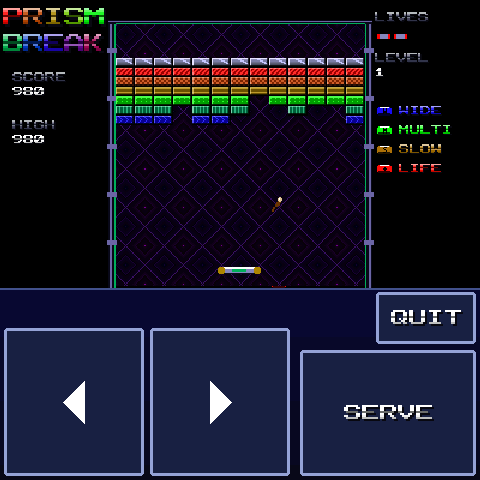 PRISM
BREAK
SCORE
980
HIGH
980
LIVES
LEVEL
1
WIDE
MULTI
SLOW
LIFE
QUIT
SERVE